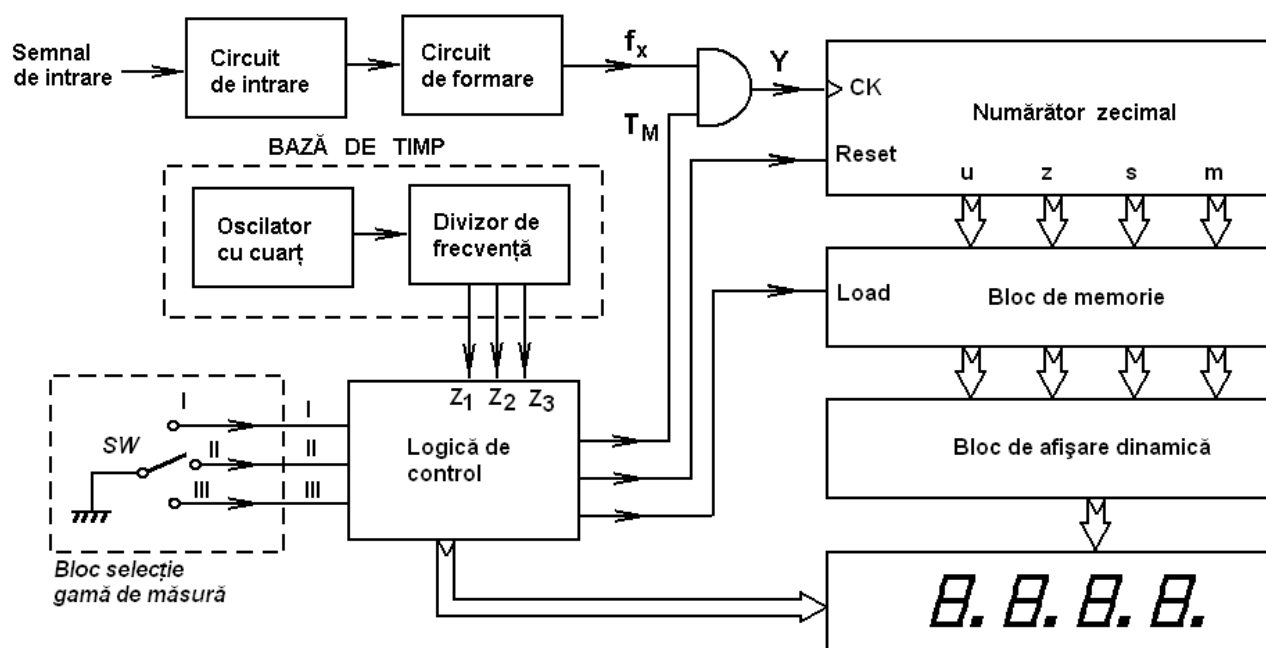 Semnal
de intrare
Circuit
de intrare
Circuit
de formare
fx
TM
Y
CK
Reset
Numărător zecimal
u z s m
BAZĂ DE TIMP
Oscilator
cu cuarț
Divizor de
frecvență
Load
Bloc de memorie
Z1 Z2 Z3
Logică de
control
I I
SW II II
III III
Bloc selecție
gamă de măsură
Bloc de afişare dinamică
8. 8. 8. 8.